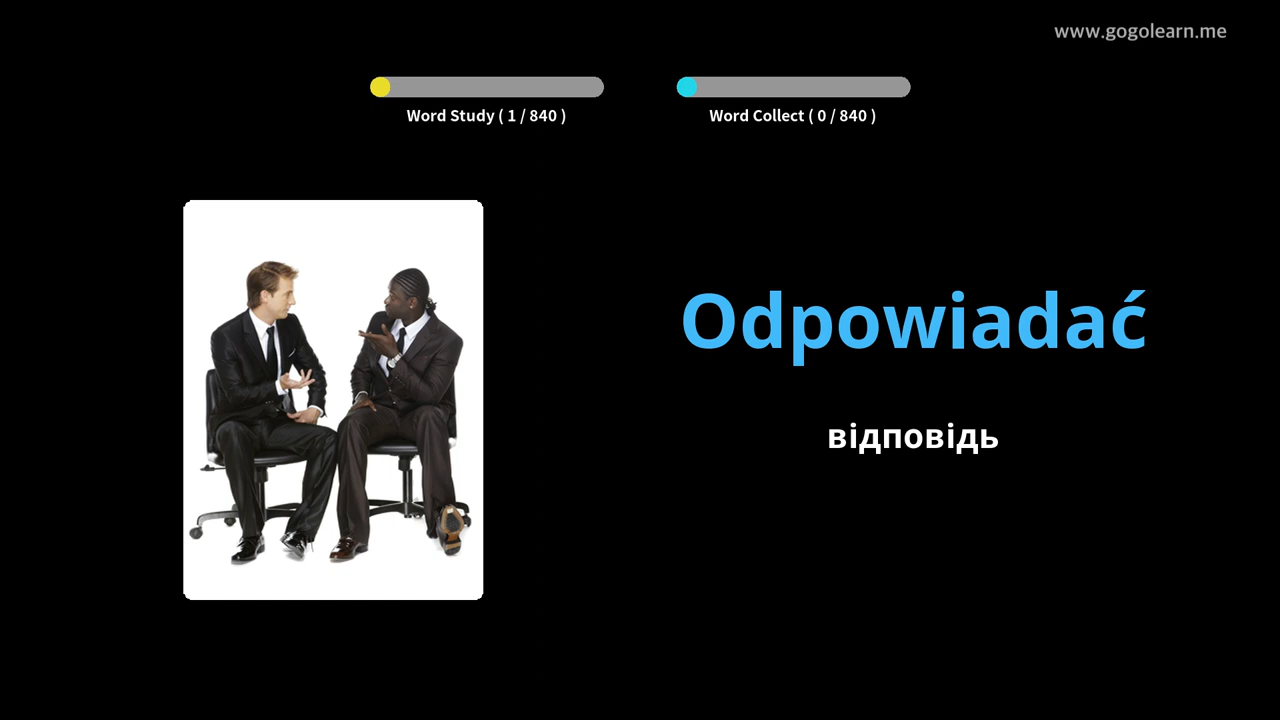 www.gogolearn.me
Word Study ( 1 / 840 )
Word Collect ( 0 / 840 )
Odpowiadać
відповідь